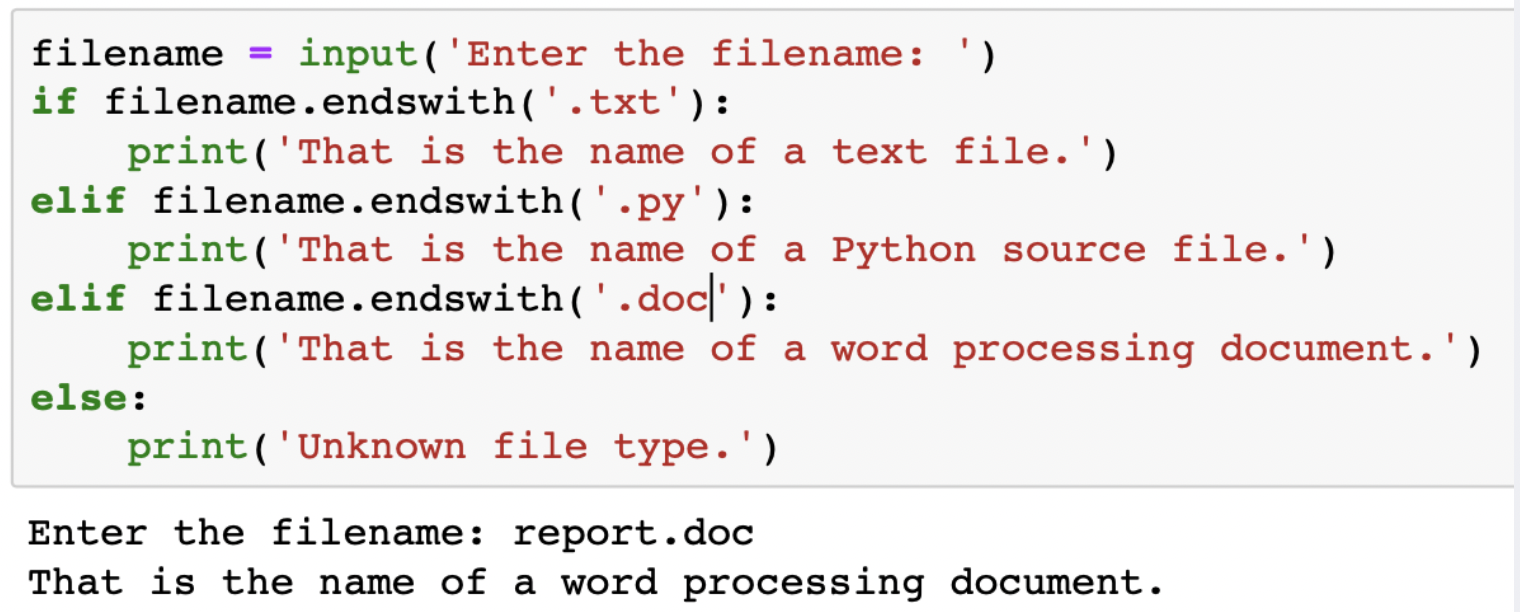 filename = input('Enter the filename: ')
if filename.endswith('.txt'):
    print('That is the name of a text file.')
elif filename.endswith('.py'):
    print('That is the name of a Python source file.')
elif filename.endswith('.doc'):
    print('That is the name of a word processing document.')
else:
    print('Unknown file type.')
Enter the filename: report.doc
That is the name of a word processing document.